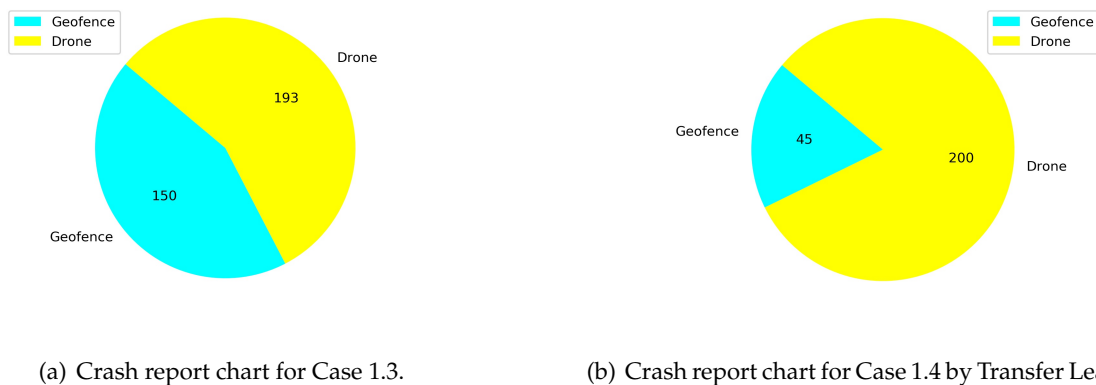 Geofence
Drone
Drone
193
150
Geofence
(a) Crash report chart for Case 1.3.
Geofence
Drone
Geofence
45
200
Drone
(b) Crash report chart for Case 1.4 by Transfer